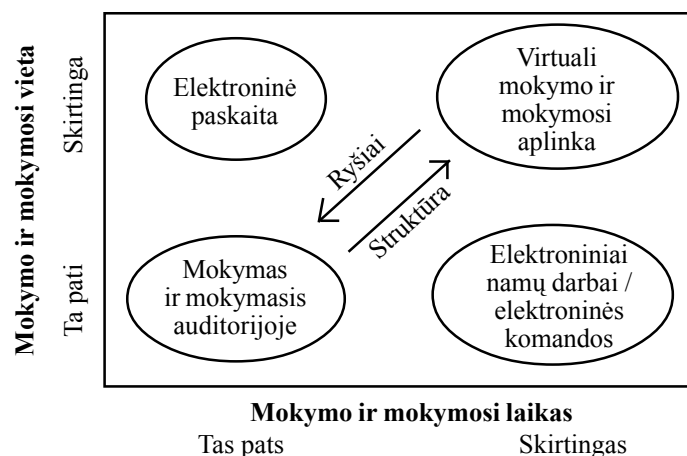 Mokymo ir mokymosi vieta
Skirtinga
Ta pati
Elektroninė
paskaita
Virtuali
mokymo ir
mokymosi
aplinka
Ryšiai
Struktūra
Mokymas
ir mokymasis
auditorijoje
Elektroniniai
namų darbai /
elektroninės
komandos
Mokymo ir mokymosi laikas
Tas pats
Skirtingas